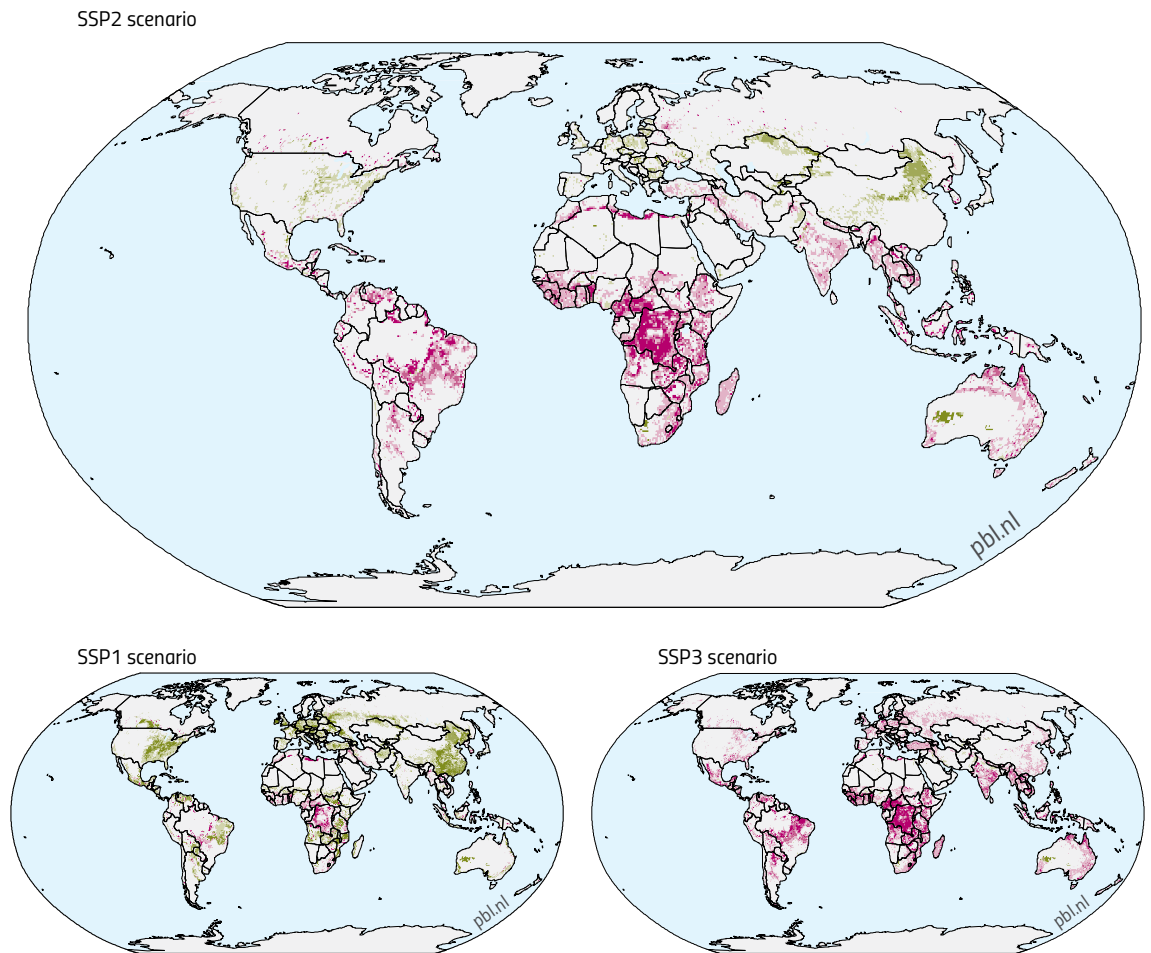 SSP2 scenario
pbl.nl
SSP1 scenario
SSP3 scenario
pbl.nl
pbl.nl